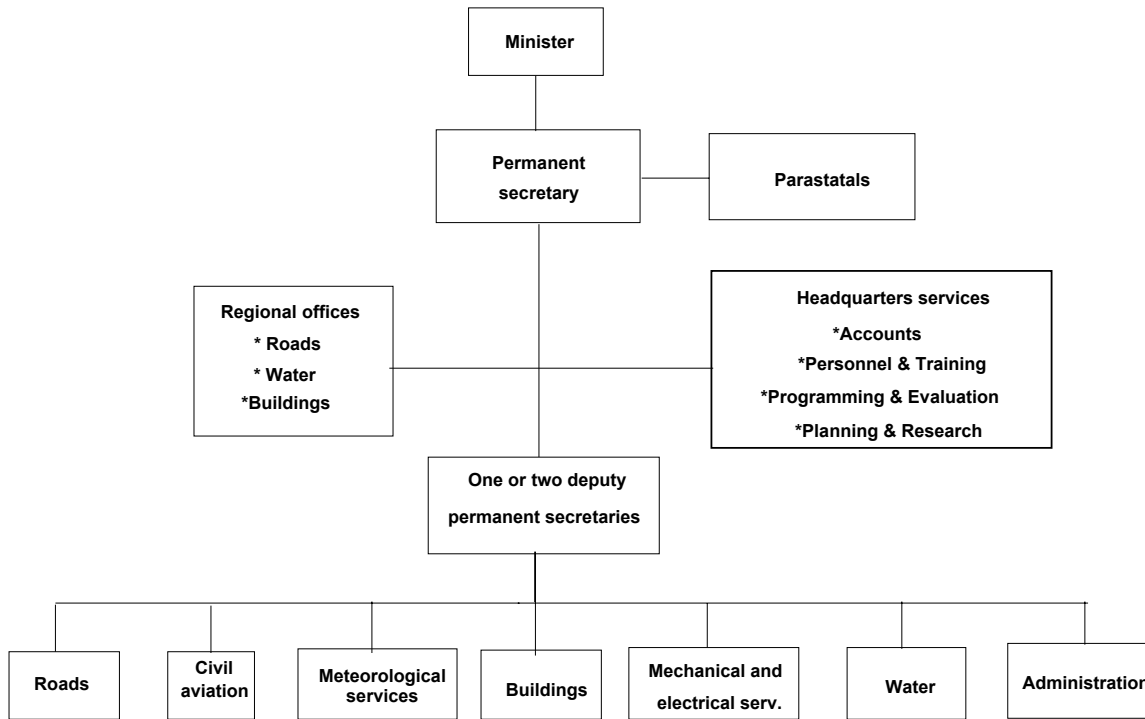 Minister
Permanent
secretary
Parastatals
Regional offices
* Roads
* Water
*Buildings
Headquarters services
*Accounts
*Personnel & Training
*Programming & Evaluation
*Planning & Research
One or two deputy
permanent secretaries
Roads
Civil
aviation
Meteorological
services
Buildings
Mechanical and
electrical serv.
Water
Administration